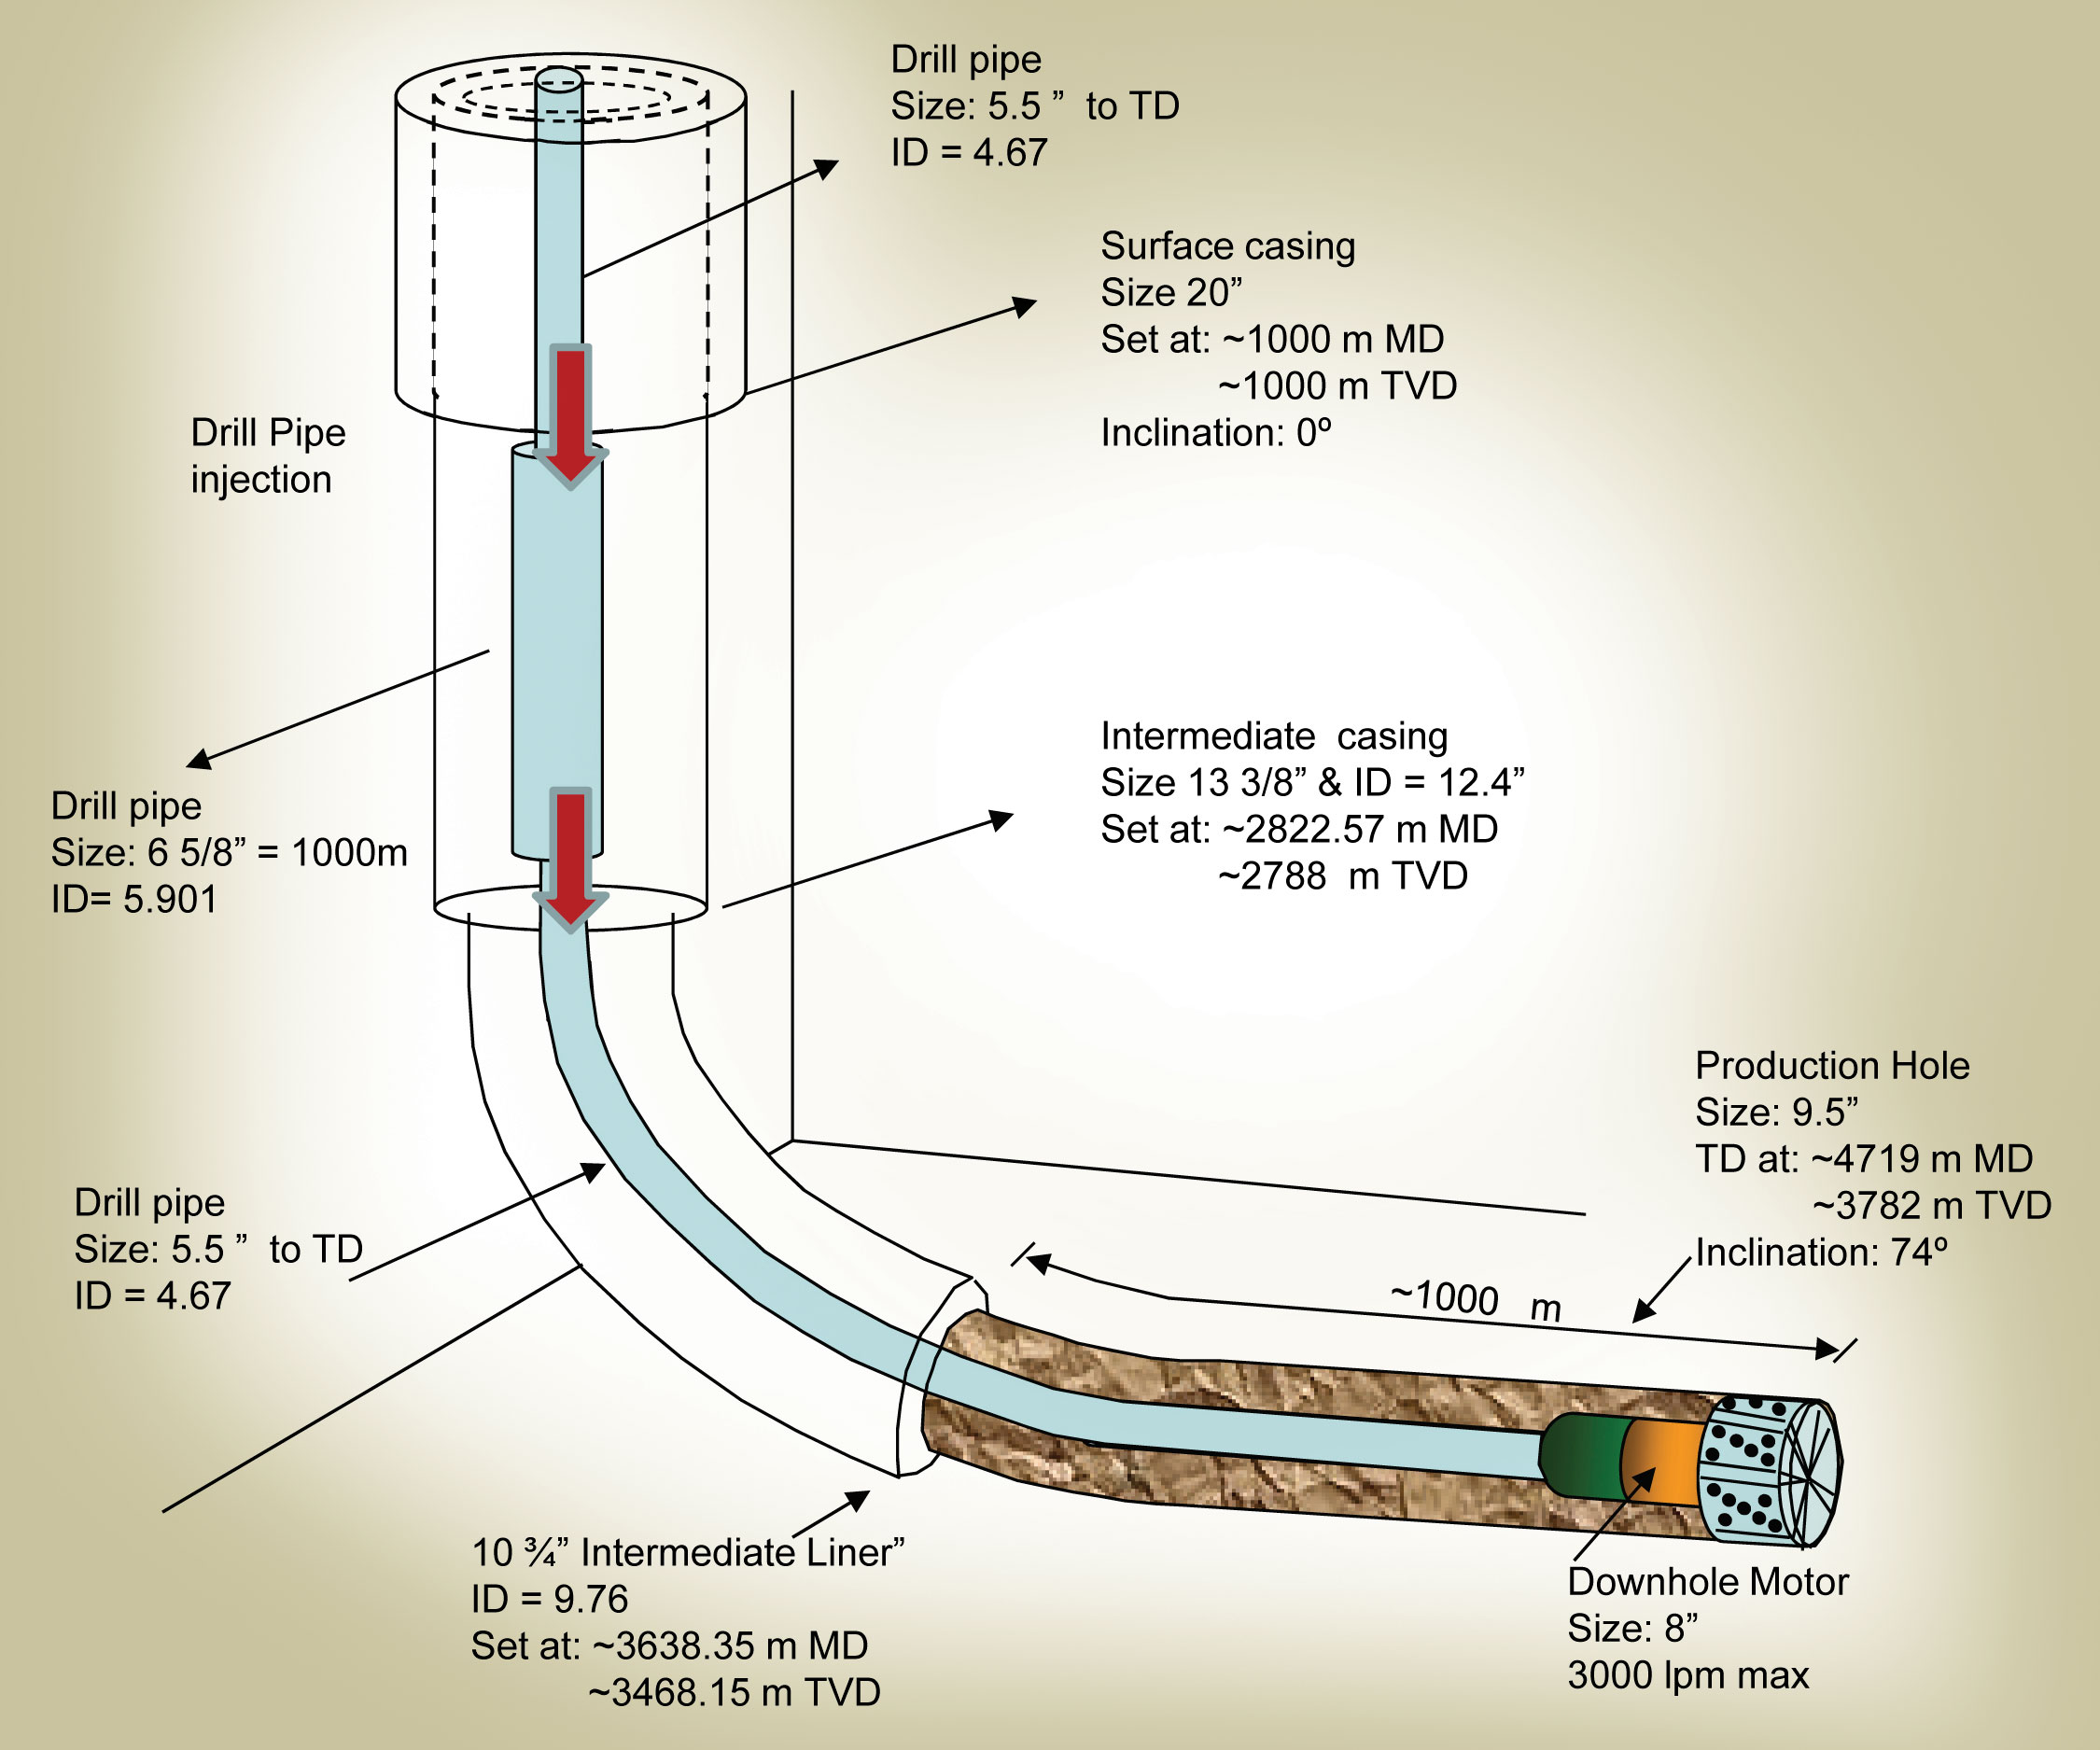 Drill pipe
Size: 5.5 ” to TD
ID = 4.67
Surface casing
Size 20”
Set at: ~1000 m MD
~1000 m TVD
Inclination: 0º
Drill Pipe
injection
Intermediate casing
Size 13 3/8” & ID = 12.4”
Set at: ~2822.57 m MD
~2788 m TVD
Drill pipe
Size: 6 5/8” = 1000m
ID= 5.901
Production Hole
Size: 9.5”
TD at: ~4719 m MD
~3782 m TVD
Inclination: 74º
Drill pipe
Size: 5.5 ” to TD
ID = 4.67
~1000 m
10 ¾” Intermediate Liner”
ID = 9.76
Set at: ~3638.35 m MD
~3468.15 m TVD
Downhole Motor
Size: 8”
3000 lpm max